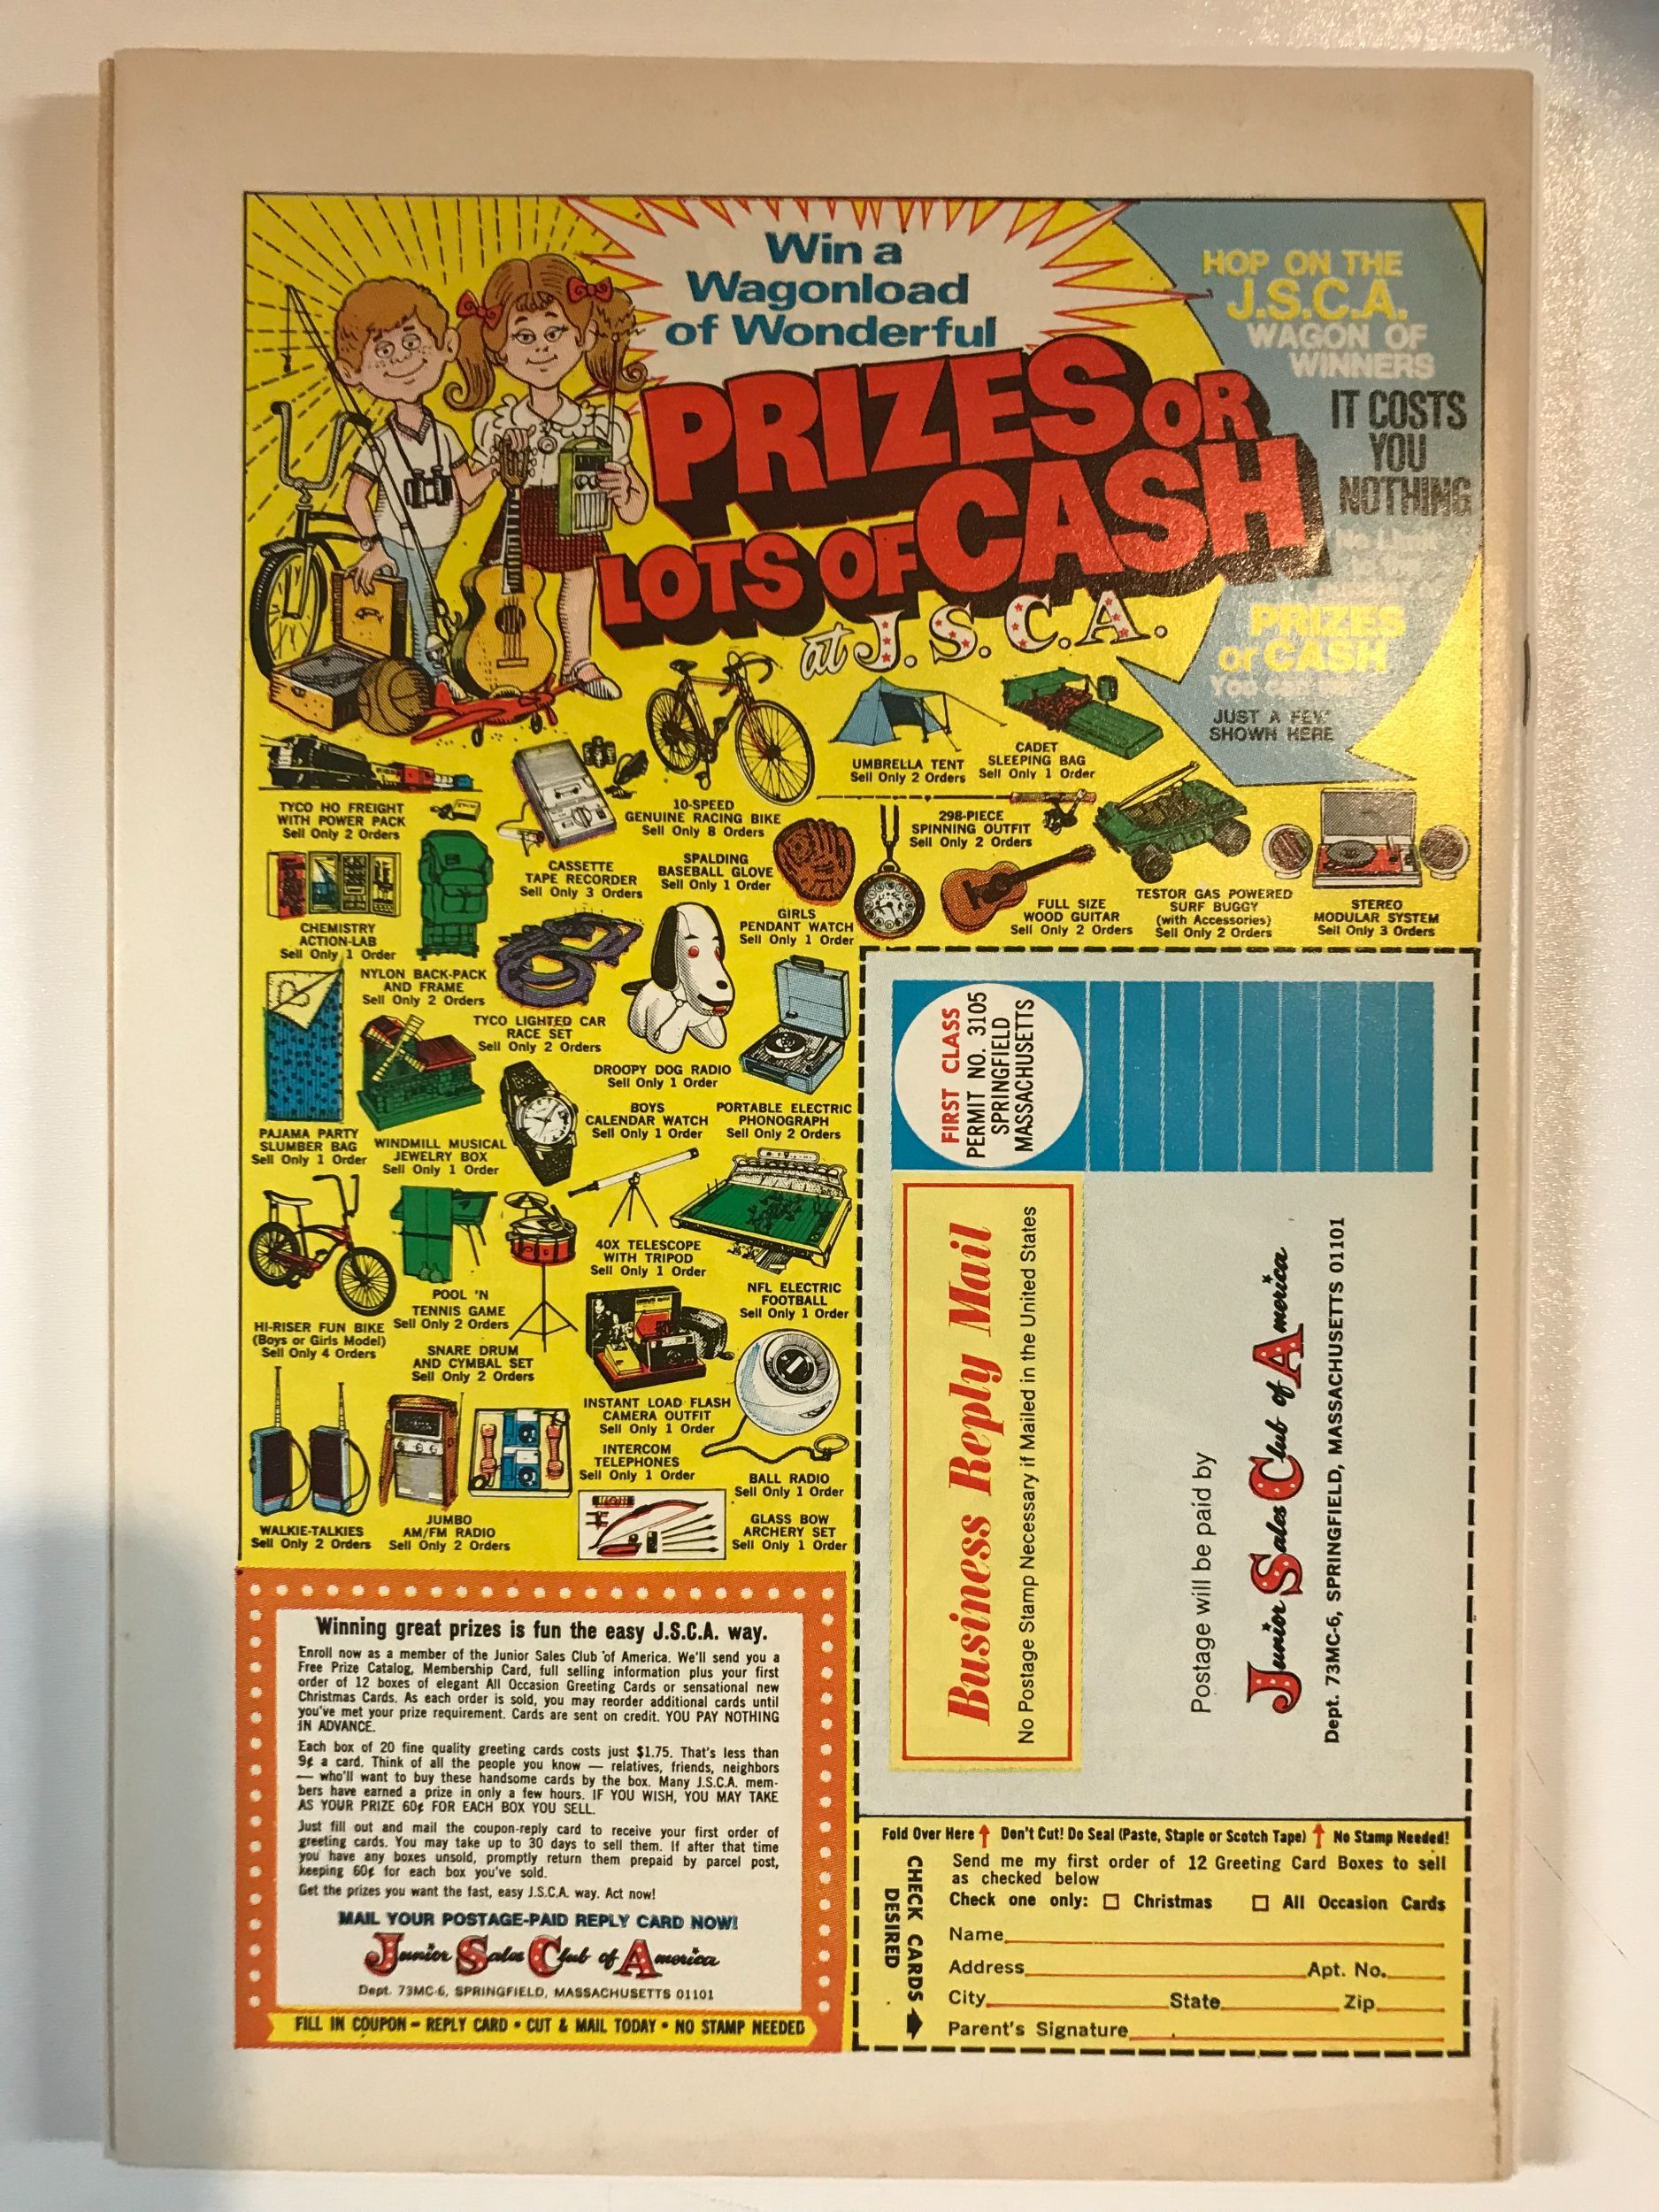 Win a
Wagonload
of Wonderful
PRIZES OR
LOTS OF CASH
at J.S.C.A.
HOP ON THE
J.S.C.A.
WAGON OF
WINNERS
IT COSTS
YOU
NOTHING
No Limit
PRIZES
or CASH
You can
JUST A FEW
SHOWN HERE
UMBRELLA TENT
Sell Only 2 Orders
CADET
SLEEPING BAG
Sell Only 1 Order
TYCO HO FREIGHT
WITH POWER PACK
Sell Only 2 Orders
10-SPEED
GENUINE RACING BIKE
Sell Only 8 Orders
298-PIECE
SPINNING OUTFIT
Sell Only 2 Orders
CASSETTE
TAPE RECORDER
Sell Only 3 Orders
SPALDING
BASEBALL GLOVE
Sell Only 1 Order
FULL SIZE
WOOD GUITAR
Sell Only 2 Orders
TESTOR GAS POWERED
SURF BUGGY
(with Accessories)
Sell Only 2 Orders
STEREO
MODULAR SYSTEM
Sell Only 3 Orders
CHEMISTRY
ACTION-LAB
Sell Only 1 Order
GIRLS
PENDANT WATCH
Sell Only 1 Order
NYLON BACK-PACK
AND FRAME
Sell Only 2 Orders
TYCO LIGHTED CAR
RACE SET
Sell Only 2 Orders
DROOPY DOG RADIO
Sell Only 1 Order
PAJAMA PARTY
SLUMBER BAG
Sell Only 1 Order
WINDMILL MUSICAL
JEWELRY BOX
Sell Only 1 Order
BOYS
CALENDAR WATCH
Sell Only 1 Order
PORTABLE ELECTRIC
PHONOGRAPH
Sell Only 2 Orders
40X TELESCOPE
WITH TRIPOD
Sell Only 1 Order
NFL ELECTRIC
FOOTBALL
Sell Only 1 Order
HI-RISER FUN BIKE
(Boys or Girls Model)
Sell Only 4 Orders
POOL 'N
TENNIS GAME
Sell Only 2 Orders
SNARE DRUM
AND CYMBAL SET
Sell Only 2 Orders
INSTANT LOAD FLASH
CAMERA OUTFIT
Sell Only 1 Order
INTERCOM
TELEPHONES
Sell Only 1 Order
BALL RADIO
Sell Only 1 Order
WALKIE-TALKIES
Sell Only 2 Orders
JUMBO
AM/FM RADIO
Sell Only 2 Orders
GLASS BOW
ARCHERY SET
Sell Only 1 Order
Winning great prizes is fun the easy J.S.C.A. way.
Enroll now as a member of the Junior Sales Club of America. We'll send you a
Free Prize Catalog, Membership Card, full selling information plus your first
order of 12 boxes of elegant All Occasion Greeting Cards or sensational new
Christmas Cards. As each order is sold, you may reorder additional cards until
you've met your prize requirement. Cards are sent on credit. YOU PAY NOTHING
IN ADVANCE.
Each box of 20 fine quality greeting cards costs just $1.75. That's less than
9¢ a card. Think of all the people you know — relatives, friends, neighbors
— who'll want to buy these handsome cards by the box. Many J.S.C.A. mem-
bers have earned a prize in only a few hours. IF YOU WISH, YOU MAY TAKE
AS YOUR PRIZE 60¢ FOR EACH BOX YOU SELL.
Just fill out and mail the coupon-reply card to receive your first order of
greeting cards. You may take up to 30 days to sell them. If after that time
you have any boxes unsold, promptly return them prepaid by parcel post,
keeping 60¢ for each box you've sold.
Get the prizes you want the fast, easy J.S.C.A. way. Act now!
MAIL YOUR POSTAGE-PAID REPLY CARD NOW!
Junior Sales Club of America
Dept. 73MC-6, SPRINGFIELD, MASSACHUSETTS 01101
FILL IN COUPON – REPLY CARD • CUT & MAIL TODAY • NO STAMP NEEDED
FIRST CLASS
PERMIT NO. 3105
SPRINGFIELD
MASSACHUSETTS
Business Reply Mail
No Postage Stamp Necessary if Mailed in the United States
Postage will be paid by
Junior Sales Club of America
Dept. 73MC-6, SPRINGFIELD, MASSACHUSETTS 01101
Fold Over Here ↑ Don't Cut! Do Seal (Paste, Staple or Scotch Tape) ↑ No Stamp Needed!
CHECK CARDS
DESIRED
Send me my first order of 12 Greeting Card Boxes to sell
as checked below
Check one only: ☐ Christmas ☐ All Occasion Cards
Name
Address Apt. No.
City State Zip
Parent's Signature